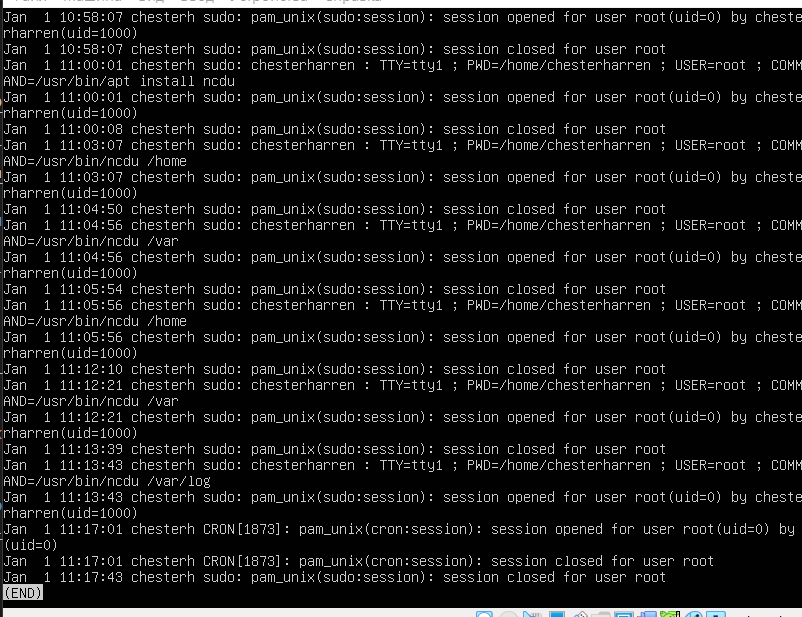 Jan  1 10:58:07 chesterh sudo: pam_unix(sudo:session): session opened for user root(uid=0) by cheste
rharren(uid=1000)
Jan  1 10:58:07 chesterh sudo: pam_unix(sudo:session): session closed for user root
Jan  1 11:00:01 chesterh sudo: chesterharren : TTY=tty1 ; PWD=/home/chesterharren ; USER=root ; COMM
AND=/usr/bin/apt install ncdu
Jan  1 11:00:01 chesterh sudo: pam_unix(sudo:session): session opened for user root(uid=0) by cheste
rharren(uid=1000)
Jan  1 11:00:08 chesterh sudo: pam_unix(sudo:session): session closed for user root
Jan  1 11:03:07 chesterh sudo: chesterharren : TTY=tty1 ; PWD=/home/chesterharren ; USER=root ; COMM
AND=/usr/bin/ncdu /home
Jan  1 11:03:07 chesterh sudo: pam_unix(sudo:session): session opened for user root(uid=0) by cheste
rharren(uid=1000)
Jan  1 11:04:50 chesterh sudo: pam_unix(sudo:session): session closed for user root
Jan  1 11:04:56 chesterh sudo: chesterharren : TTY=tty1 ; PWD=/home/chesterharren ; USER=root ; COMM
AND=/usr/bin/ncdu /var
Jan  1 11:04:56 chesterh sudo: pam_unix(sudo:session): session opened for user root(uid=0) by cheste
rharren(uid=1000)
Jan  1 11:05:54 chesterh sudo: pam_unix(sudo:session): session closed for user root
Jan  1 11:05:56 chesterh sudo: chesterharren : TTY=tty1 ; PWD=/home/chesterharren ; USER=root ; COMM
AND=/usr/bin/ncdu /home
Jan  1 11:05:56 chesterh sudo: pam_unix(sudo:session): session opened for user root(uid=0) by cheste
rharren(uid=1000)
Jan  1 11:12:10 chesterh sudo: pam_unix(sudo:session): session closed for user root
Jan  1 11:12:21 chesterh sudo: chesterharren : TTY=tty1 ; PWD=/home/chesterharren ; USER=root ; COMM
AND=/usr/bin/ncdu /var
Jan  1 11:12:21 chesterh sudo: pam_unix(sudo:session): session opened for user root(uid=0) by cheste
rharren(uid=1000)
Jan  1 11:13:39 chesterh sudo: pam_unix(sudo:session): session closed for user root
Jan  1 11:13:43 chesterh sudo: chesterharren : TTY=tty1 ; PWD=/home/chesterharren ; USER=root ; COMM
AND=/usr/bin/ncdu /var/log
Jan  1 11:13:43 chesterh sudo: pam_unix(sudo:session): session opened for user root(uid=0) by cheste
rharren(uid=1000)
Jan  1 11:17:01 chesterh CRON[1873]: pam_unix(cron:session): session opened for user root(uid=0) by
(uid=0)
Jan  1 11:17:01 chesterh CRON[1873]: pam_unix(cron:session): session closed for user root
Jan  1 11:17:43 chesterh sudo: pam_unix(sudo:session): session closed for user root
(END)